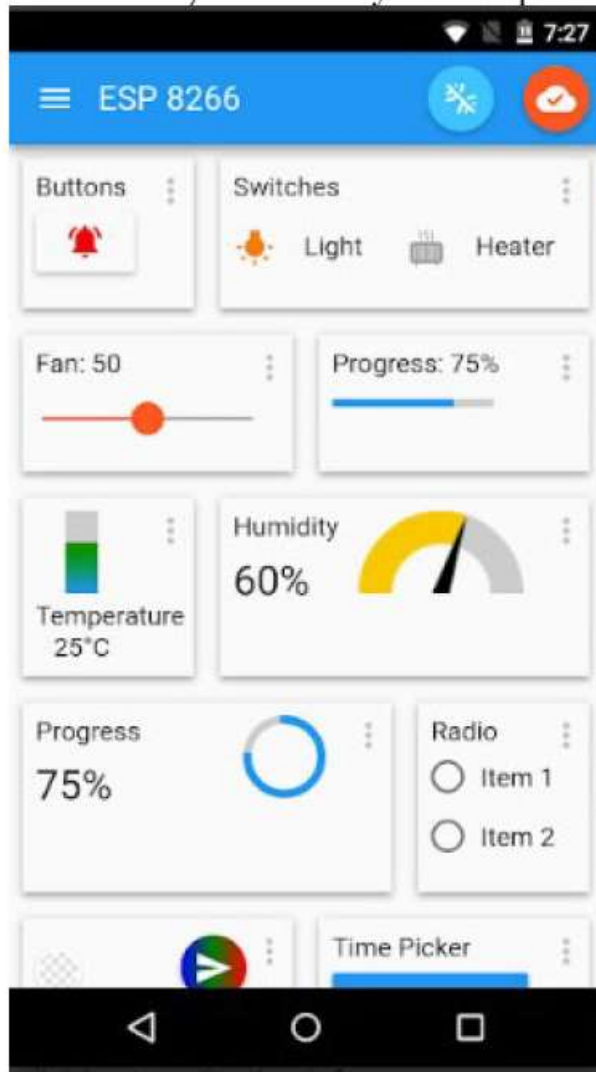 7:27
ESP 8266
Buttons
Switches
Light
Heater
Fan: 50
Progress: 75%
Temperature
25°C
Humidity
60%
Progress
75%
Radio
Item 1
Item 2
Time Picker